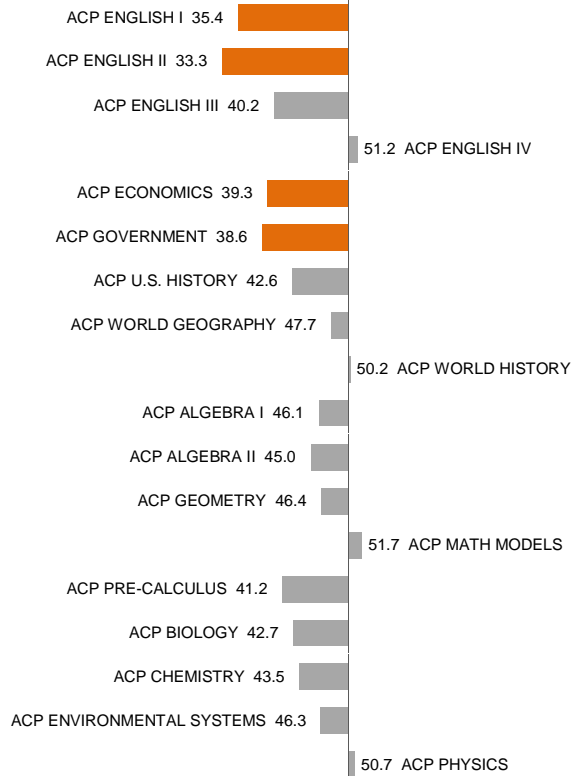 ACP ENGLISH I 35.4
ACP ENGLISH II 33.3
ACP ENGLISH III 40.2
51.2 ACP ENGLISH IV
ACP ECONOMICS 39.3
ACP GOVERNMENT 38.6
ACP U.S. HISTORY 42.6
ACP WORLD GEOGRAPHY 47.7
50.2 ACP WORLD HISTORY
ACP ALGEBRA I 46.1
ACP ALGEBRA II 45.0
ACP GEOMETRY 46.4
51.7 ACP MATH MODELS
ACP PRE-CALCULUS 41.2
ACP BIOLOGY 42.7
ACP CHEMISTRY 43.5
ACP ENVIRONMENTAL SYSTEMS 46.3
50.7 ACP PHYSICS